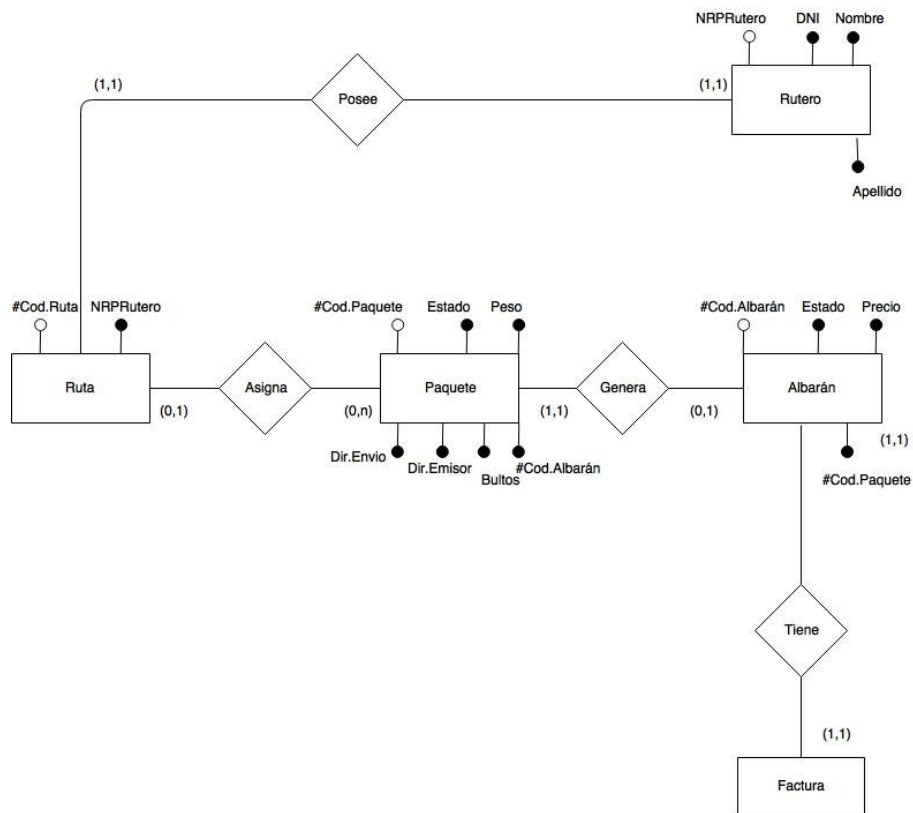 NRPRutero DNI Nombre
(1,1) Posee (1,1) Rutero
Apellido
#Cod.Ruta NRPRutero #Cod.Paquete Estado Peso #Cod.Albarán Estado Precio
Ruta Asigna Paquete Genera Albarán
(0,1) (0,n) (1,1) (0,1) (1,1)
Dir.Envio Dir.Emisor Bultos #Cod.Albarán #Cod.Paquete
Tiene
(1,1)
Factura